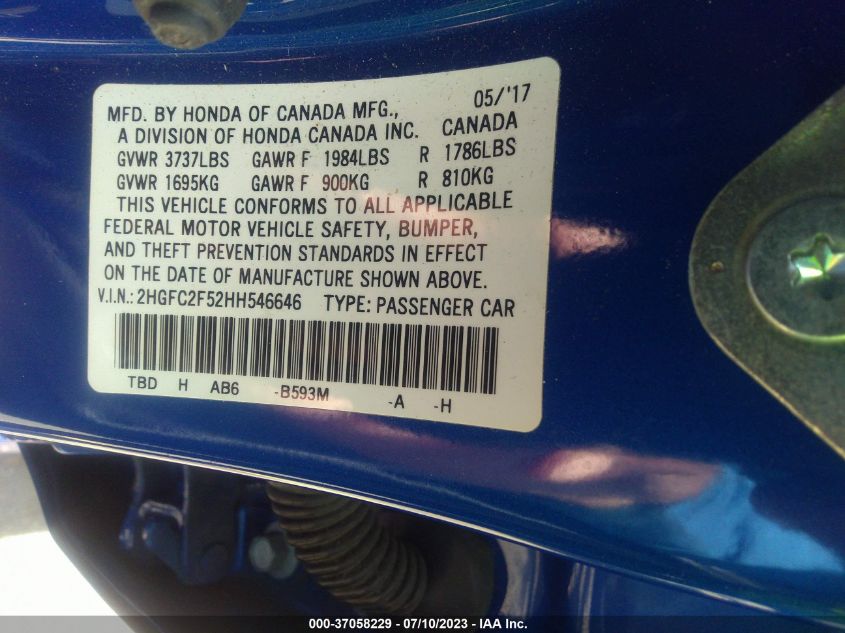 05/'17
MFD. BY HONDA OF CANADA MFG.,
A DIVISION OF HONDA CANADA INC. CANADA
GVWR 3737LBS GAWR F 1984LBS R 1786LBS
GVWR 1695KG GAWR F 900KG R 810KG
THIS VEHICLE CONFORMS TO ALL APPLICABLE
FEDERAL MOTOR VEHICLE SAFETY, BUMPER,
AND THEFT PREVENTION STANDARDS IN EFFECT
ON THE DATE OF MANUFACTURE SHOWN ABOVE.
V.I.N.: 2HGFC2F52HH546646 TYPE: PASSENGER CAR
TBD H AB6 -B593M -A -H
000-37058229 - 07/10/2023 - IAA Inc.